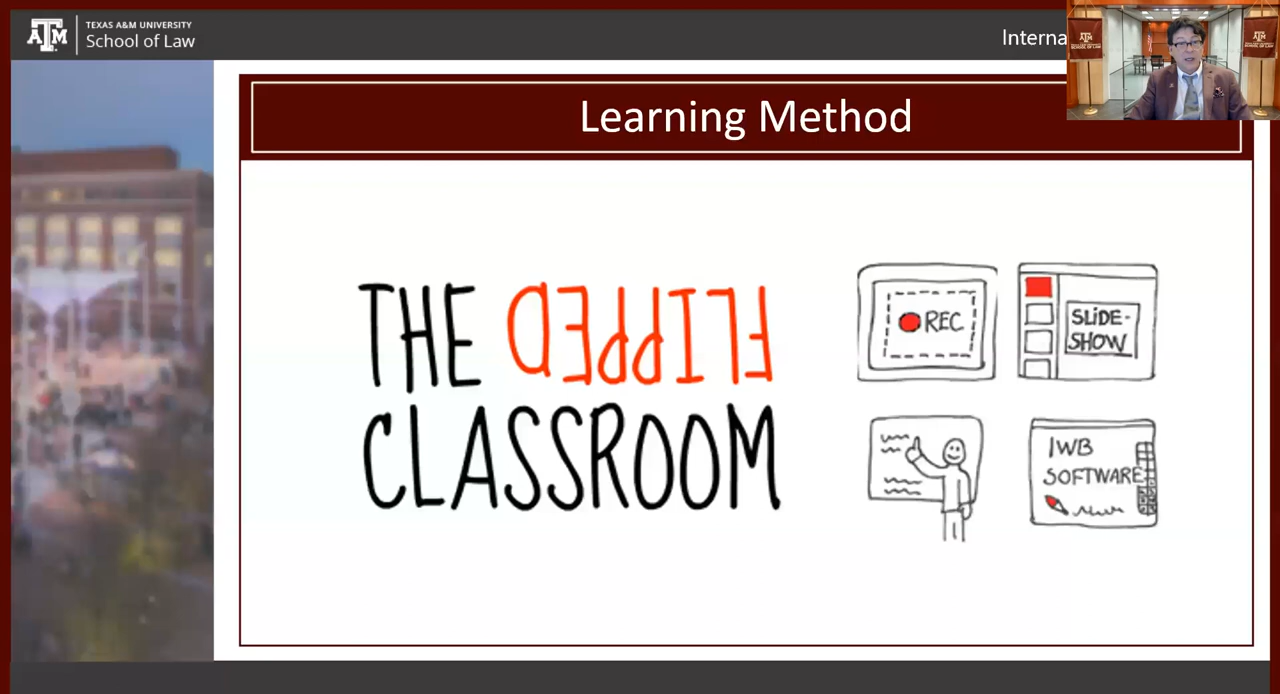 TEXAS A&M UNIVERSITY
School of Law
Interna
Learning Method
THE FLIPPED
CLASSROOM
REC
SLIDE-
SHOW
IWB
SOFTWARE